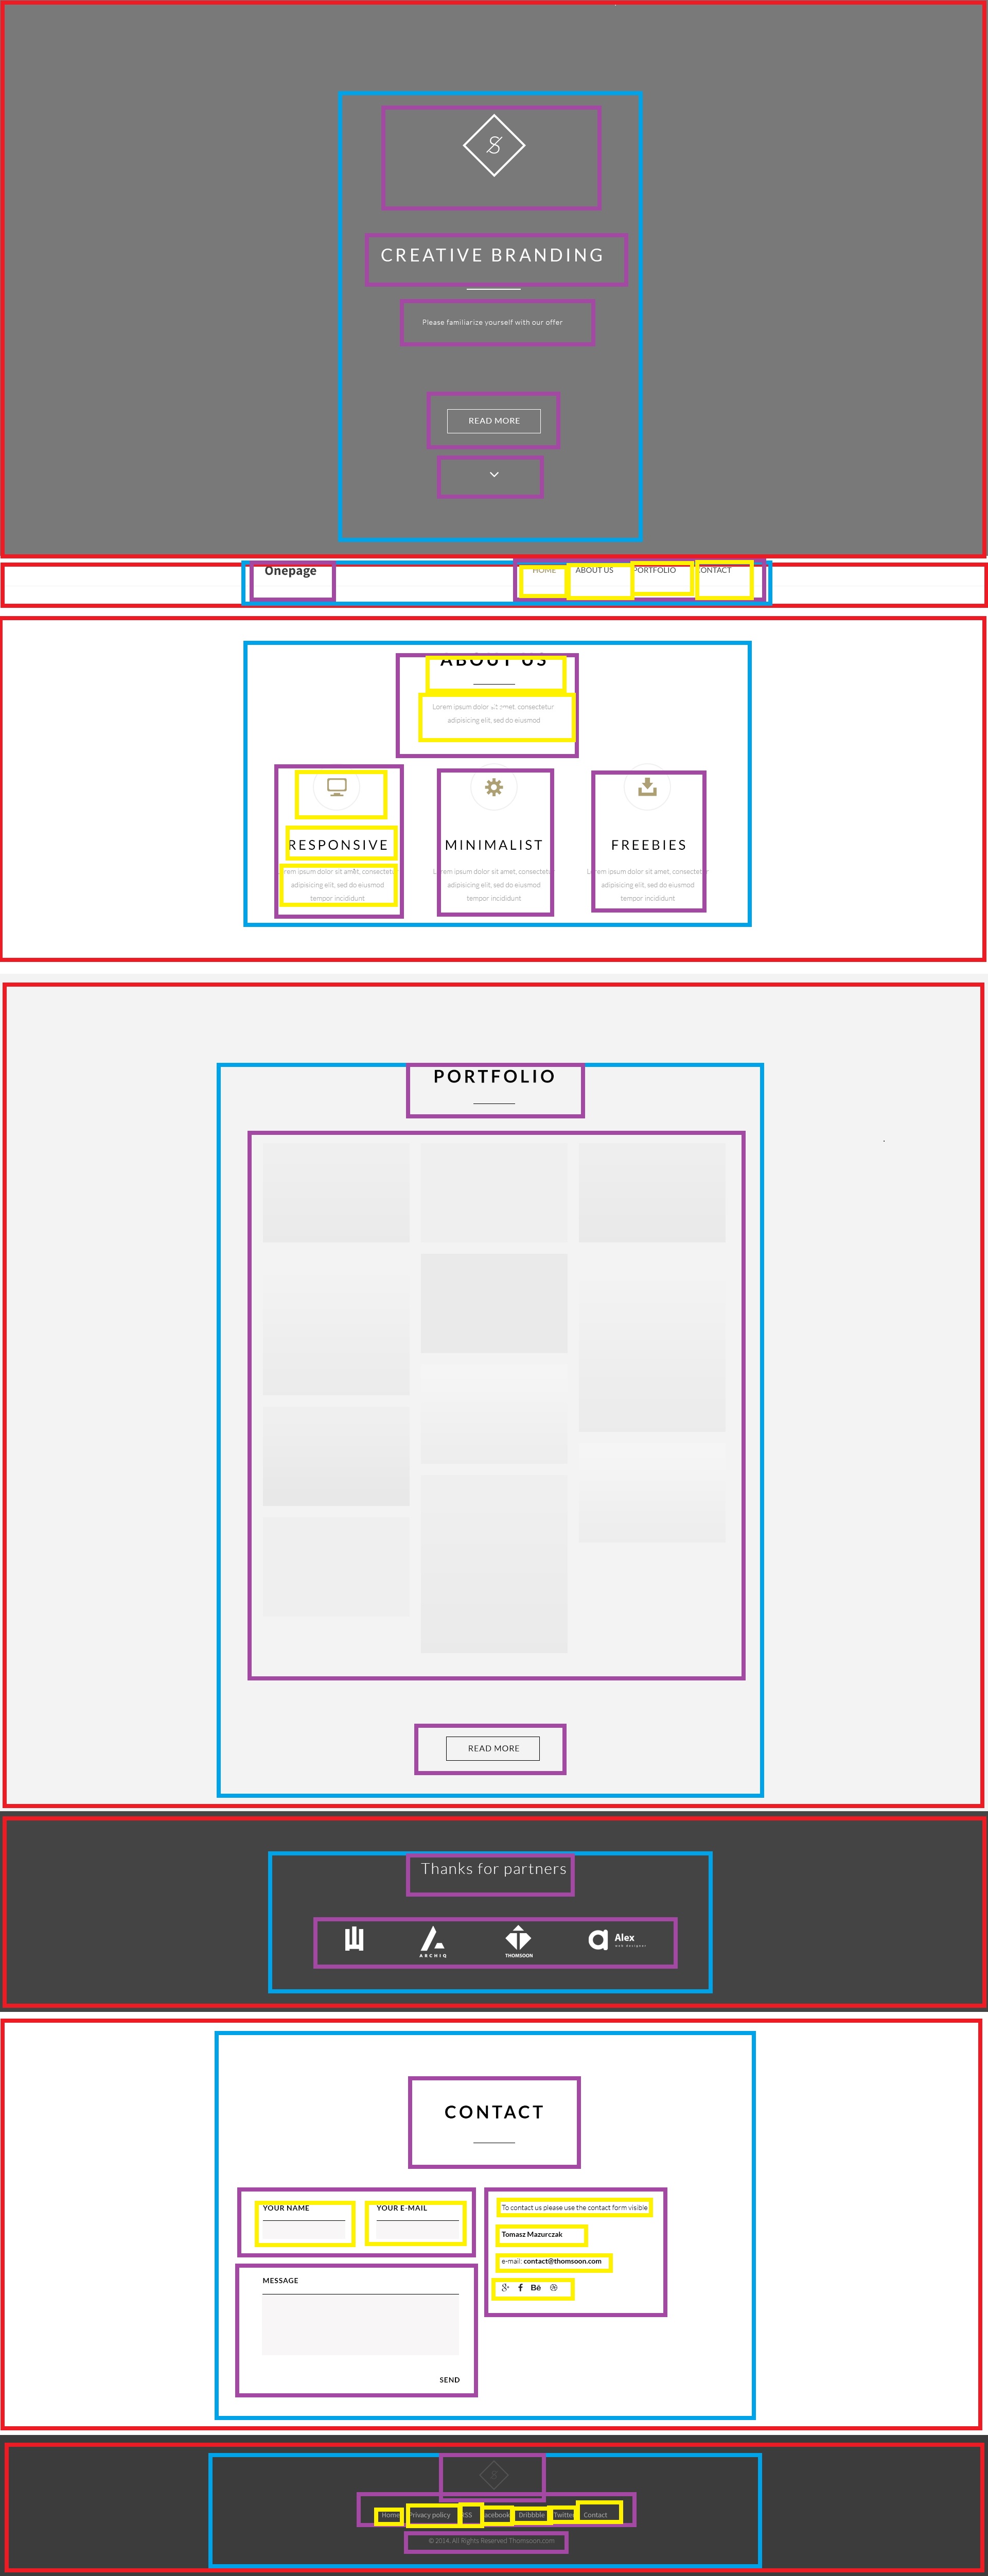 S
CREATIVE BRANDING
Please familiarize yourself with our offer
READ MORE
Onepage
HOME ABOUT US PORTFOLIO CONTACT
ABOUT US
Lorem ipsum dolor sit amet, consectetur
adipisicing elit, sed do eiusmod
RESPONSIVE
Lorem ipsum dolor sit amet, consectetur
adipisicing elit, sed do eiusmod
tempor incididunt
MINIMALIST
Lorem ipsum dolor sit amet, consectetur
adipisicing elit, sed do eiusmod
tempor incididunt
FREEBIES
Lorem ipsum dolor sit amet, consectetur
adipisicing elit, sed do eiusmod
tempor incididunt
PORTFOLIO
READ MORE
Thanks for partners
ARCHIQ
THOMSOON
a Alex
web designer
CONTACT
YOUR NAME
YOUR E-MAIL
MESSAGE
SEND
To contact us please use the contact form visible
Tomasz Mazurczak
e-mail: contact@thomsoon.com
Bē
S
Home Privacy policy RSS Facebook Dribbble Twitter Contact
© 2014. All Rights Reserved Thomsoon.com